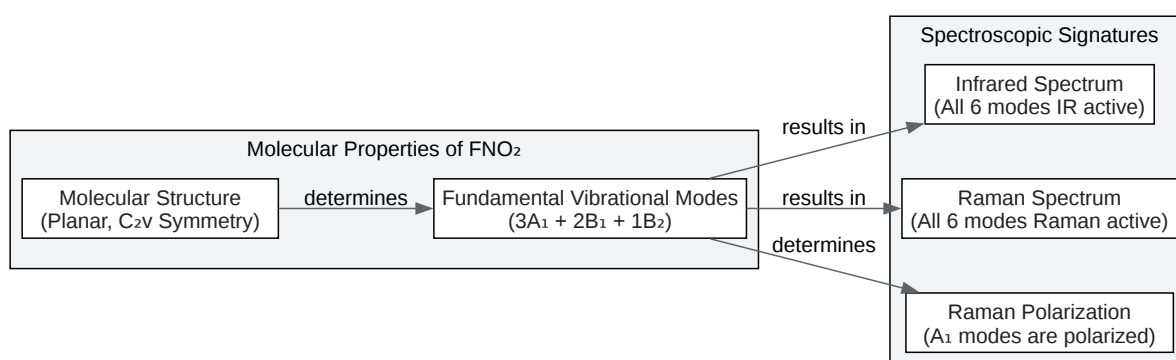 Molecular Properties of FNO₂
Molecular Structure
(Planar, C₂v Symmetry)
determines
Fundamental Vibrational Modes
(3A₁ + 2B₁ + 1B₂)
results in
results in
determines
Spectroscopic Signatures
Infrared Spectrum
(All 6 modes IR active)
Raman Spectrum
(All 6 modes Raman active)
Raman Polarization
(A₁ modes are polarized)